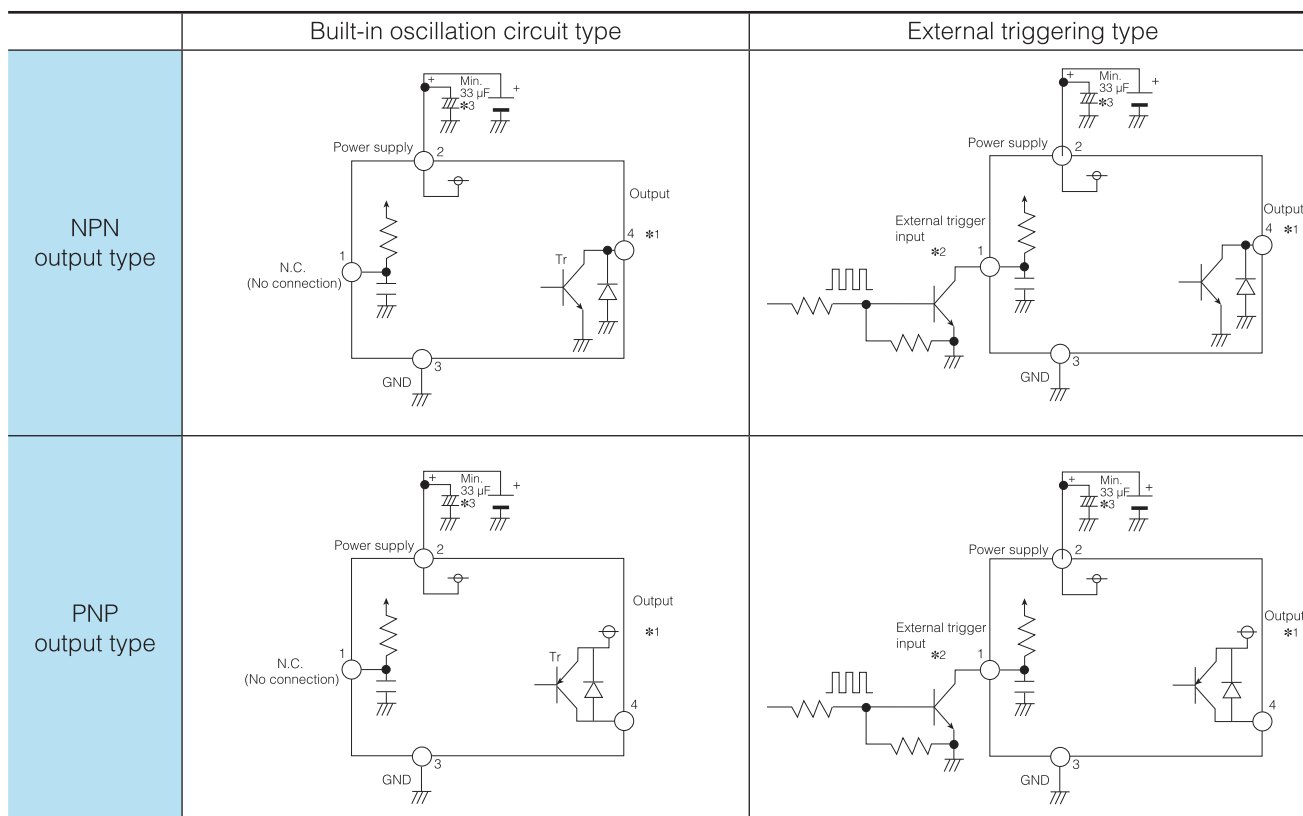 Built-in oscillation circuit type
External triggering type
NPN
output type
+
Min.
33 µF
✽3
+
Power supply
2
Output
4 ✽1
1
Tr
N.C.
(No connection)
3
GND
+
Min.
33 µF
✽3
+
Power supply
2
Output
4 ✽1
External trigger
input
✽2
1
3
GND
PNP
output type
+
Min.
33 µF
✽3
+
Power supply
2
Output
✽1
1
Tr
N.C.
(No connection)
4
3
GND
+
Min.
33 µF
✽3
+
Power supply
2
Output
✽1
External trigger
input
✽2
1
4
3
GND